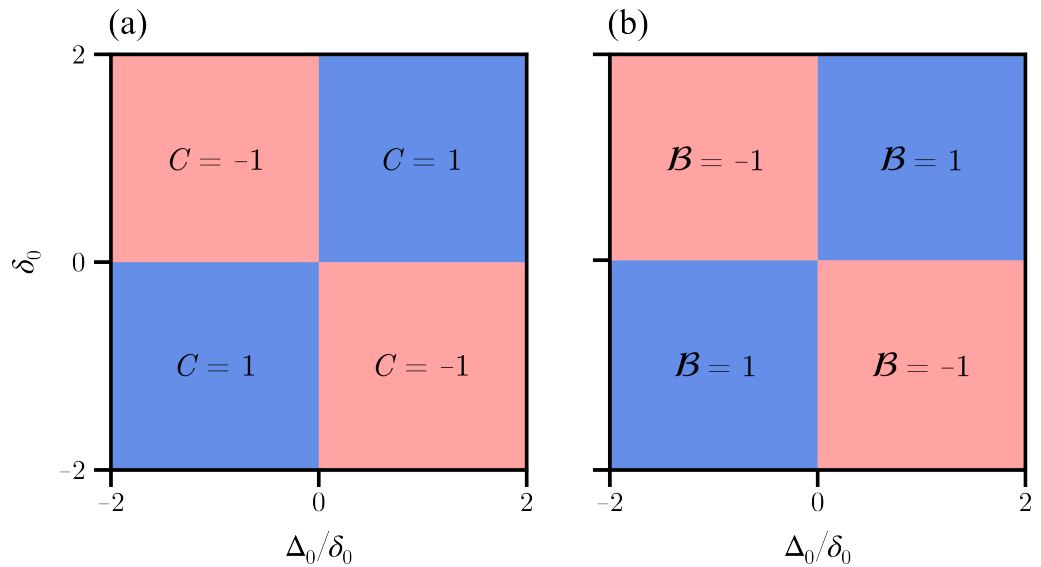 (a) (b)
2
C = –1 C = 1 ℬ = –1 ℬ = 1
δ₀ 0
C = 1 C = –1 ℬ = 1 ℬ = –1
–2
–2 0 2 –2 0 2
Δ₀/δ₀ Δ₀/δ₀